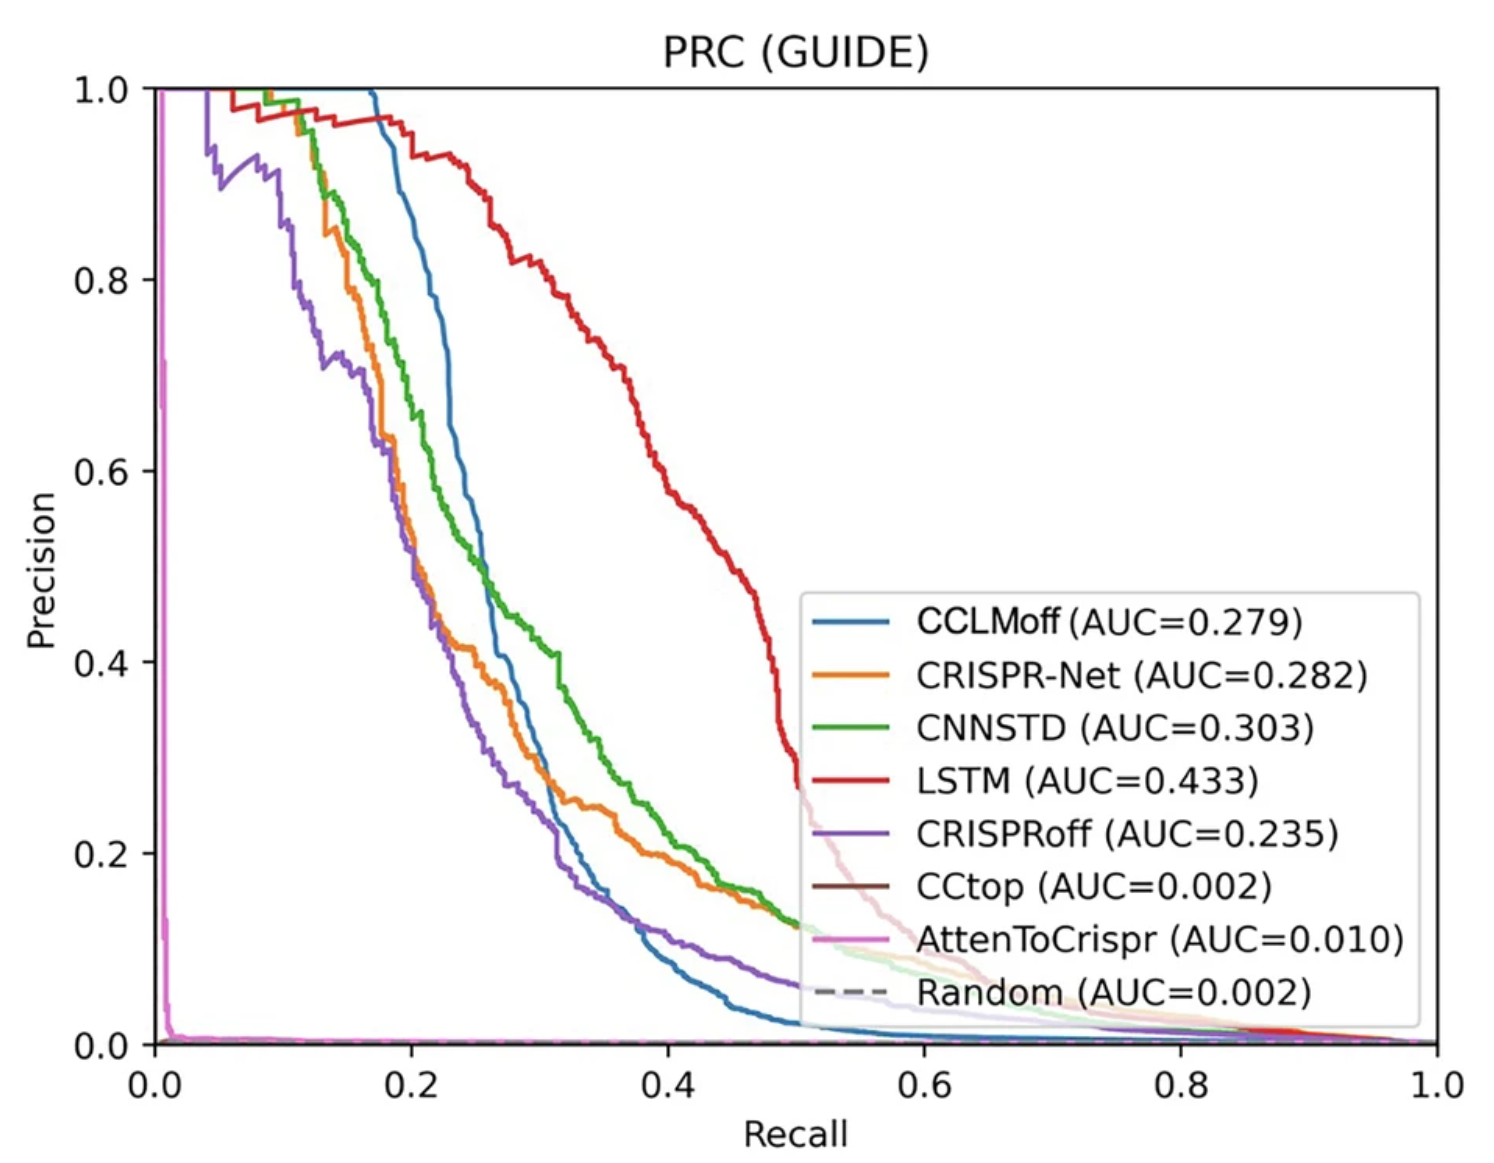 PRC (GUIDE)
1.0
0.8
0.6
0.4
0.2
0.0
Precision
CCLMoff (AUC=0.279)
CRISPR-Net (AUC=0.282)
CNNSTD (AUC=0.303)
LSTM (AUC=0.433)
CRISPRoff (AUC=0.235)
CCtop (AUC=0.002)
AttenToCrispr (AUC=0.010)
Random (AUC=0.002)
0.0 0.2 0.4 0.6 0.8 1.0
Recall